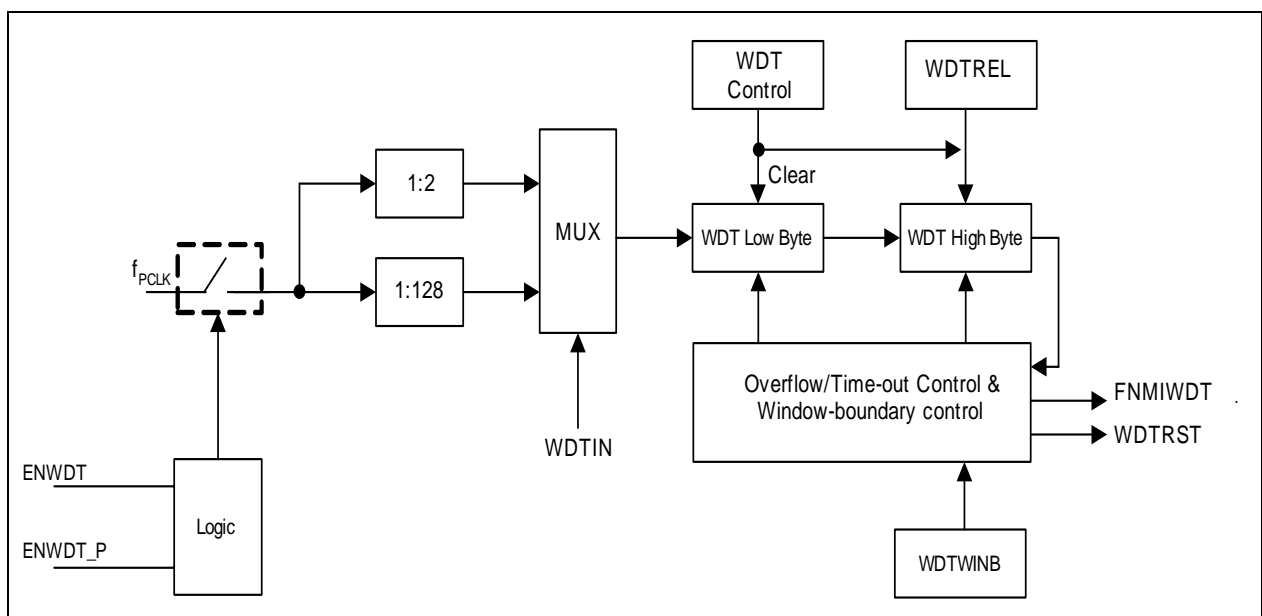 WDT
Control
WDTREL
1:2
Clear
MUX
WDT Low Byte
WDT High Byte
fPCLK
1:128
Overflow/Time-out Control &
Window-boundary control
FNMIWDT .
WDTRST
WDTIN
ENWDT
Logic
ENWDT_P
WDTWINB